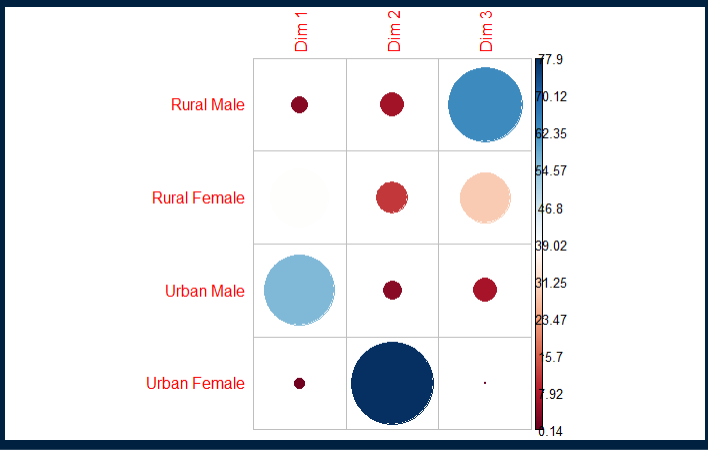 Dim 1
Dim 2
Dim 3
Rural Male
Rural Female
Urban Male
Urban Female
77.9
70.12
62.35
54.57
46.8
39.02
31.25
23.47
15.7
7.92
0.14